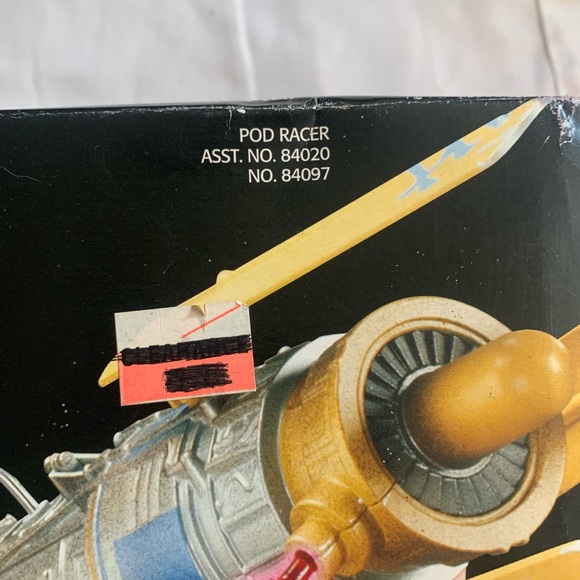 POD RACER
ASST. NO. 84020
NO. 84097